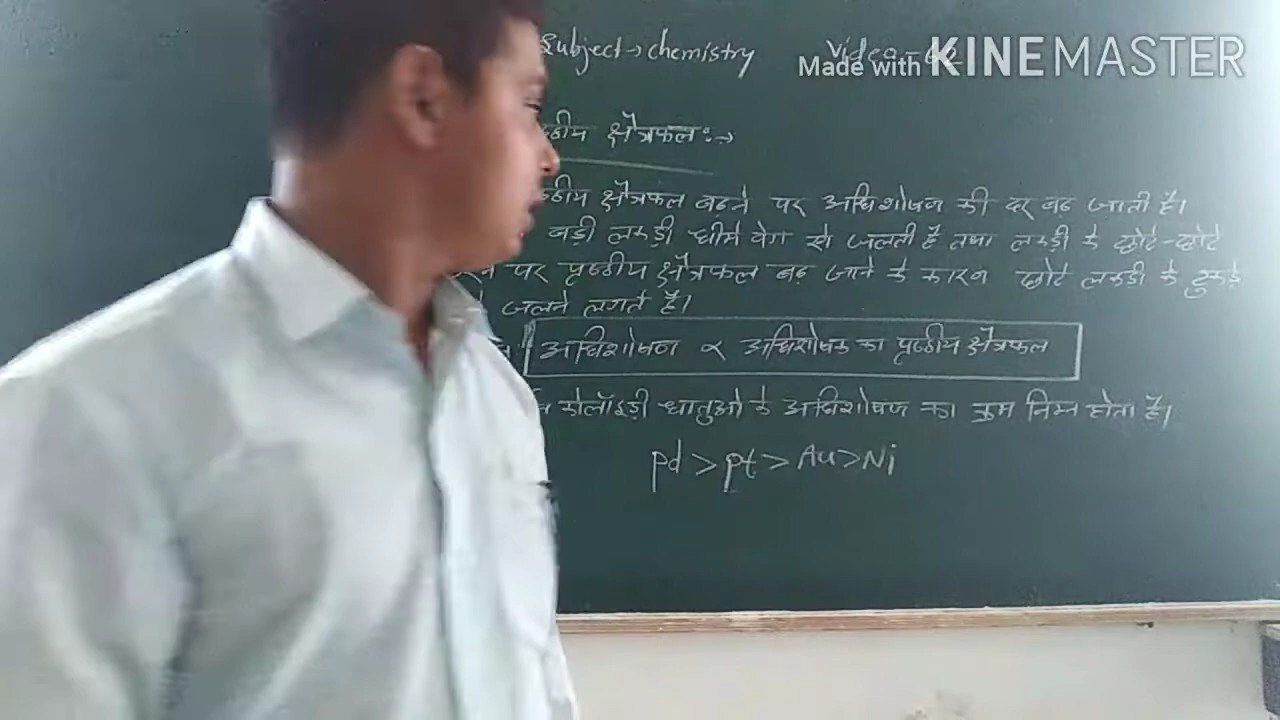 Subject → chemistry Video -
Made with KINEMASTER
क्षेत्रफल :→
क्षेत्रफल बढ़ने पर अधिशोषण की दर बढ़ जाती है।
बड़ी लकड़ी धीमे वेग से जलती है तथा लकड़ी के छोटे-छोटे
पर पृष्ठीय क्षेत्रफल बढ़ जाने के कारण छोटे लकड़ी के टुकड़े
जलने लगते है।
अधिशोषण ∝ अधिशोषक का पृष्ठीय क्षेत्रफल
कोलॉइडी धातुओ के अधिशोषण का क्रम निम्न होता है।
pd > pt > Au > Ni